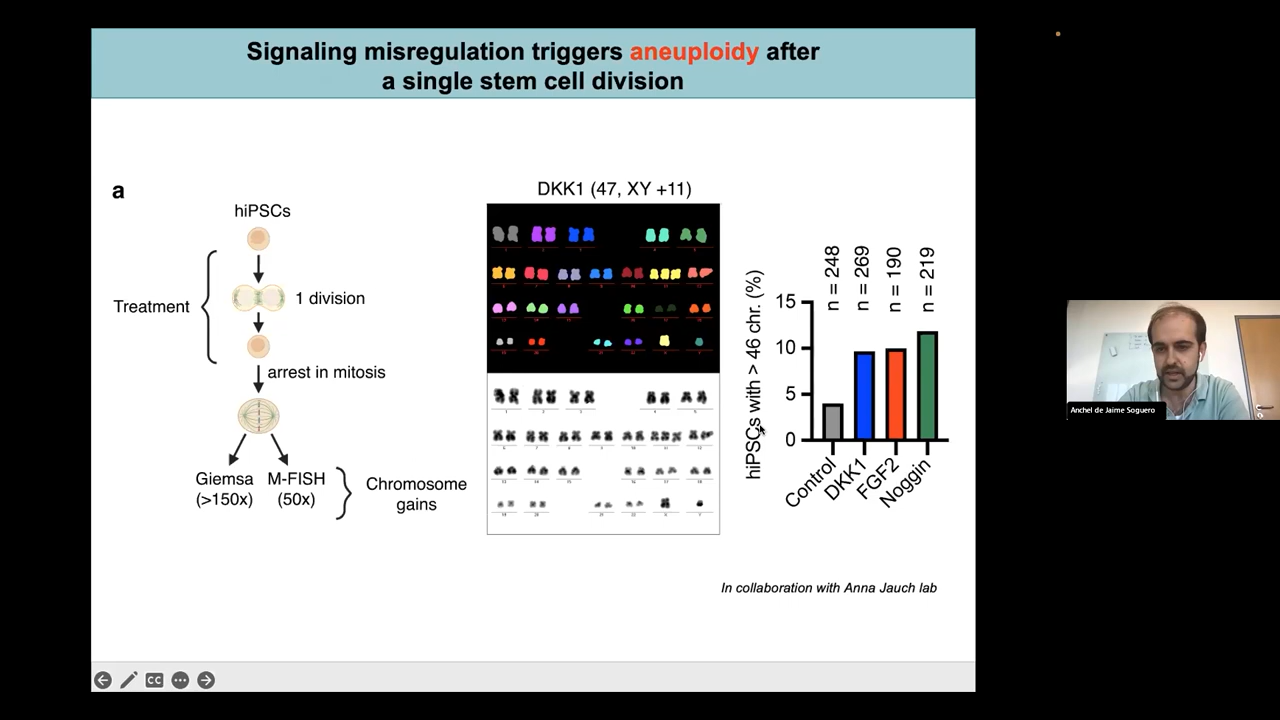 Signaling misregulation triggers aneuploidy after
a single stem cell division
a
hiPSCs
Treatment
1 division
arrest in mitosis
Giemsa
(>150x)
M-FISH
(50x)
Chromosome
gains
DKK1 (47, XY +11)
hiPSCs with > 46 chr. (%)
15
10
5
0
n = 248
n = 269
n = 190
n = 219
Control
DKK1
FGF2
Noggin
In collaboration with Anna Jauch lab
CC
Anchel de Jaime Soguero